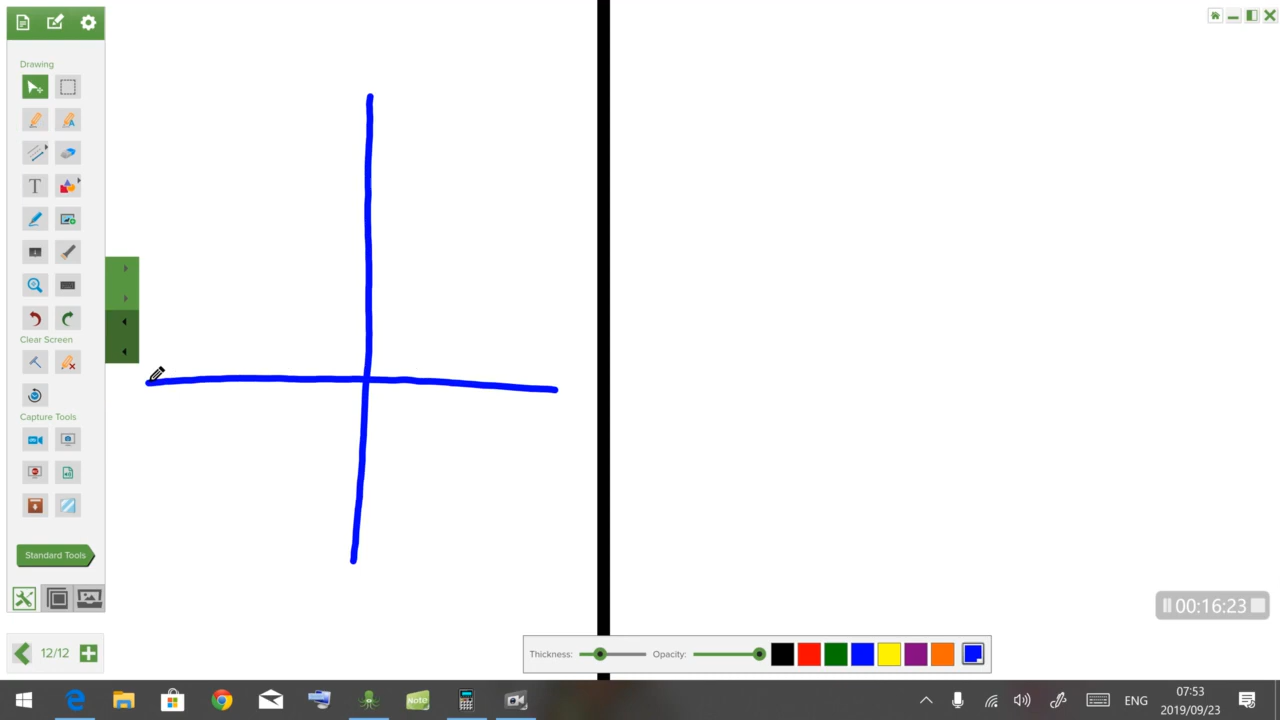 Drawing
T
A
Clear Screen
Capture Tools
Standard Tools
12/12
00:16:23
Thickness:
Opacity:
Note
ENG
07:53
2019/09/23